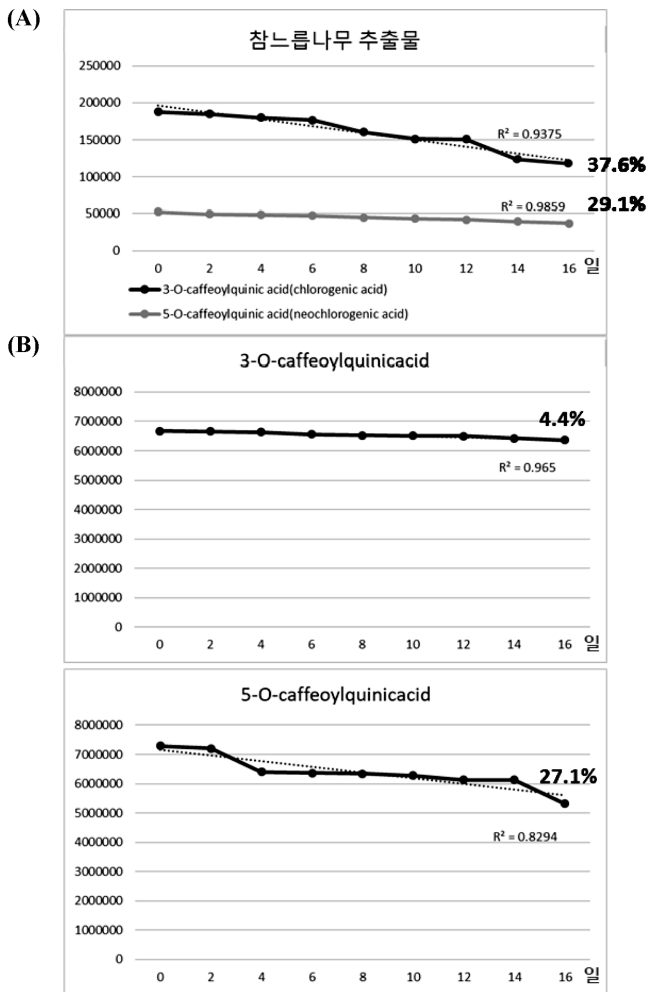 (A)
참느릅나무 추출물
250000
200000
150000
100000
50000
0
R² = 0.9375
37.6%
R² = 0.9859
29.1%
0 2 4 6 8 10 12 14 16 일
3-O-caffeoylquinic acid(chlorogenic acid)
5-O-caffeoylquinic acid(neochlorogenic acid)
(B)
3-O-caffeoylquinicacid
8000000
7000000
6000000
5000000
4000000
3000000
2000000
1000000
0
4.4%
R² = 0.965
0 2 4 6 8 10 12 14 16 일
5-O-caffeoylquinicacid
8000000
7000000
6000000
5000000
4000000
3000000
2000000
1000000
0
27.1%
R² = 0.8294
0 2 4 6 8 10 12 14 16 일